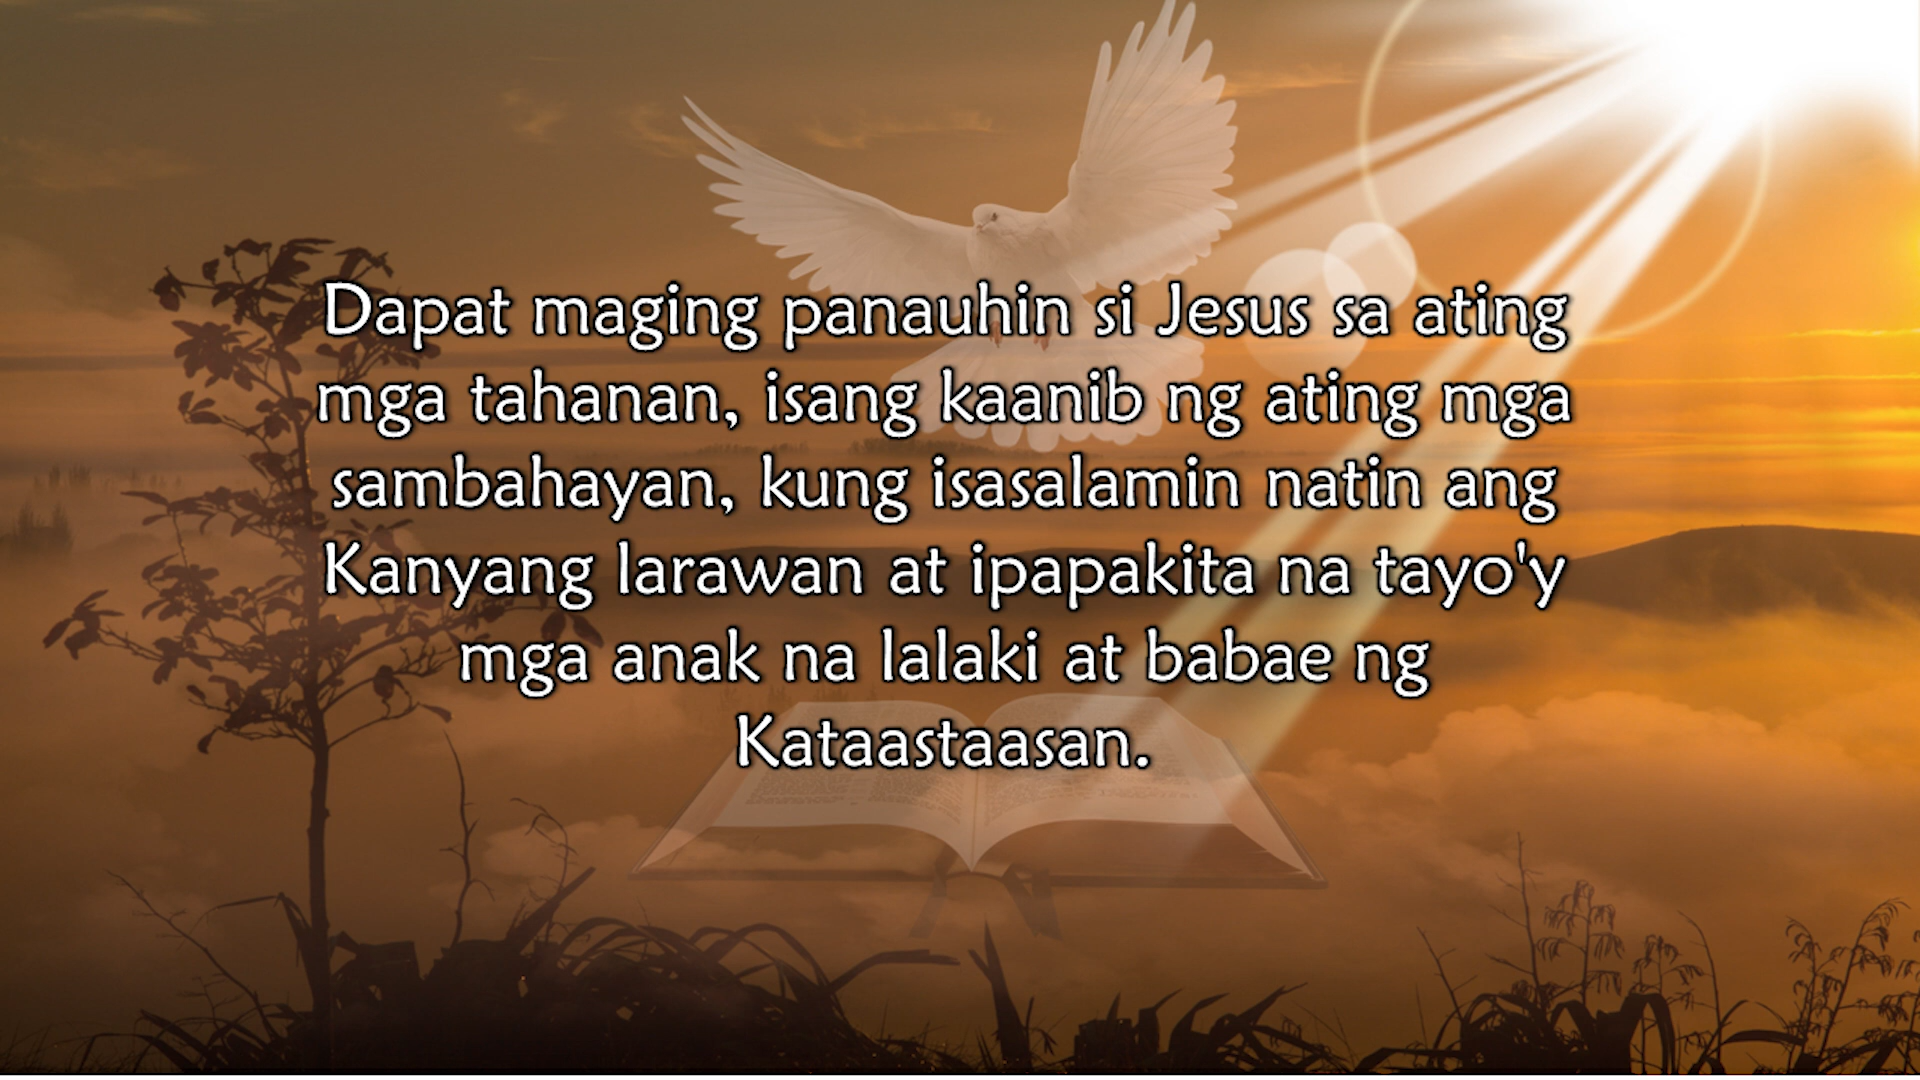 Dapat maging panauhin si Jesus sa ating
mga tahanan, isang kaanib ng ating mga
sambahayan, kung isasalamin natin ang
Kanyang larawan at ipapakita na tayo'y
mga anak na lalaki at babae ng
Kataastaasan.